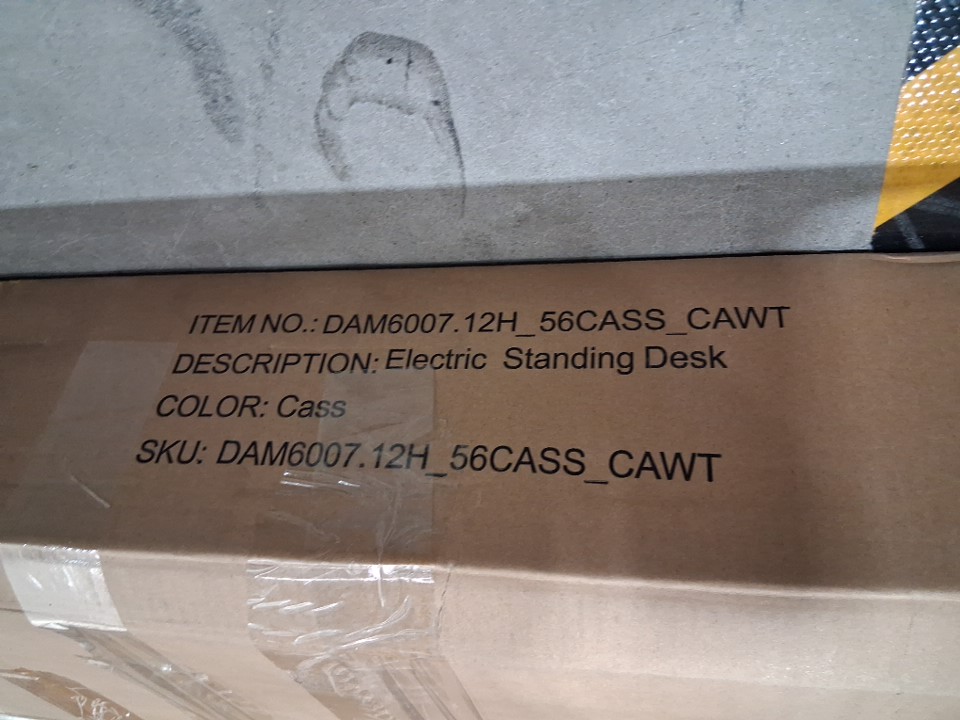 ITEM NO.: DAM6007.12H_56CASS_CAWT
DESCRIPTION: Electric Standing Desk
COLOR: Cass
SKU: DAM6007.12H_56CASS_CAWT